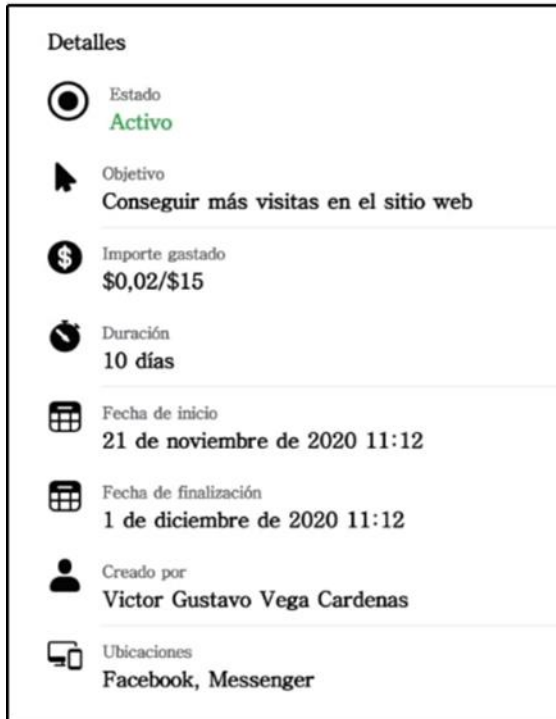 Detalles
Estado
Activo
Objetivo
Conseguir más visitas en el sitio web
Importe gastado
$0,02/$15
Duración
10 días
Fecha de inicio
21 de noviembre de 2020 11:12
Fecha de finalización
1 de diciembre de 2020 11:12
Creado por
Victor Gustavo Vega Cardenas
Ubicaciones
Facebook, Messenger